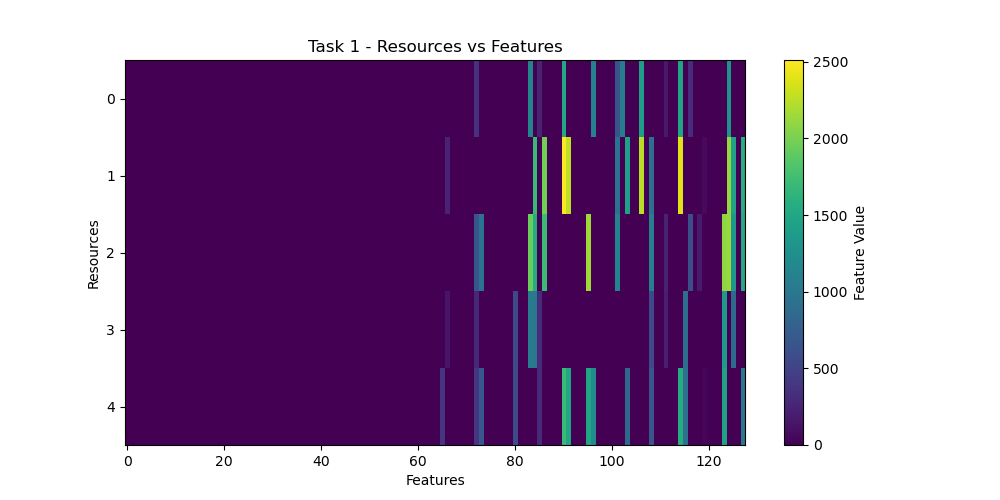 Task 1 - Resources vs Features
Resources
0
1
2
3
4
0 20 40 60 80 100 120
Features
2500
2000
1500
1000
500
0
Feature Value